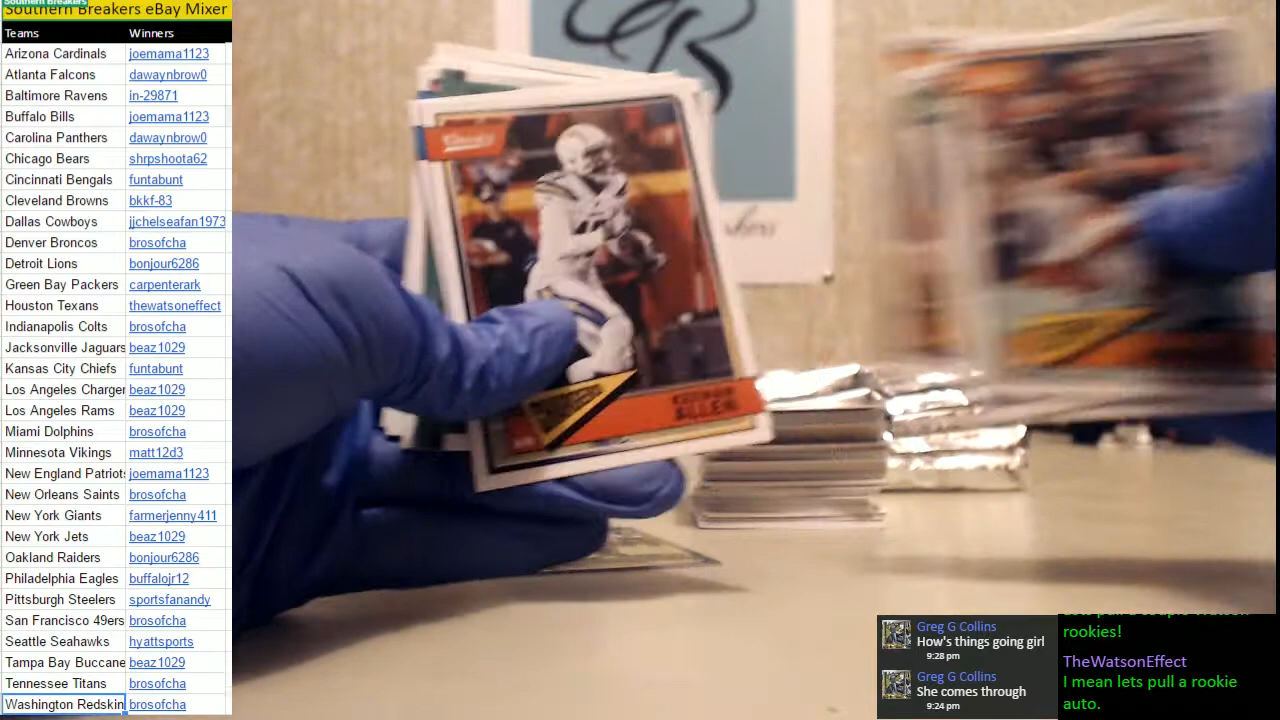 Southern Breakers
Southern Breakers eBay Mixer
Teams Winners
Arizona Cardinals joemama1123
Atlanta Falcons dawaynbrow0
Baltimore Ravens in-29871
Buffalo Bills joemama1123
Carolina Panthers dawaynbrow0
Chicago Bears shrpshoota62
Cincinnati Bengals funtabunt
Cleveland Browns bkkf-83
Dallas Cowboys jjchelseafan1973
Denver Broncos brosofcha
Detroit Lions bonjour6286
Green Bay Packers carpenterark
Houston Texans thewatsoneffect
Indianapolis Colts brosofcha
Jacksonville Jaguars beaz1029
Kansas City Chiefs funtabunt
Los Angeles Charger beaz1029
Los Angeles Rams beaz1029
Miami Dolphins brosofcha
Minnesota Vikings matt12d3
New England Patriots joemama1123
New Orleans Saints brosofcha
New York Giants farmerjenny411
New York Jets beaz1029
Oakland Raiders bonjour6286
Philadelphia Eagles buffalojr12
Pittsburgh Steelers sportsfanandy
San Francisco 49ers brosofcha
Seattle Seahawks hyattsports
Tampa Bay Buccane beaz1029
Tennessee Titans brosofcha
Washington Redskin brosofcha
ALLEN
Greg G Collins
How's things going girl
9:28 pm
Greg G Collins
She comes through
9:24 pm
rookies!
TheWatsonEffect
I mean lets pull a rookie
auto.